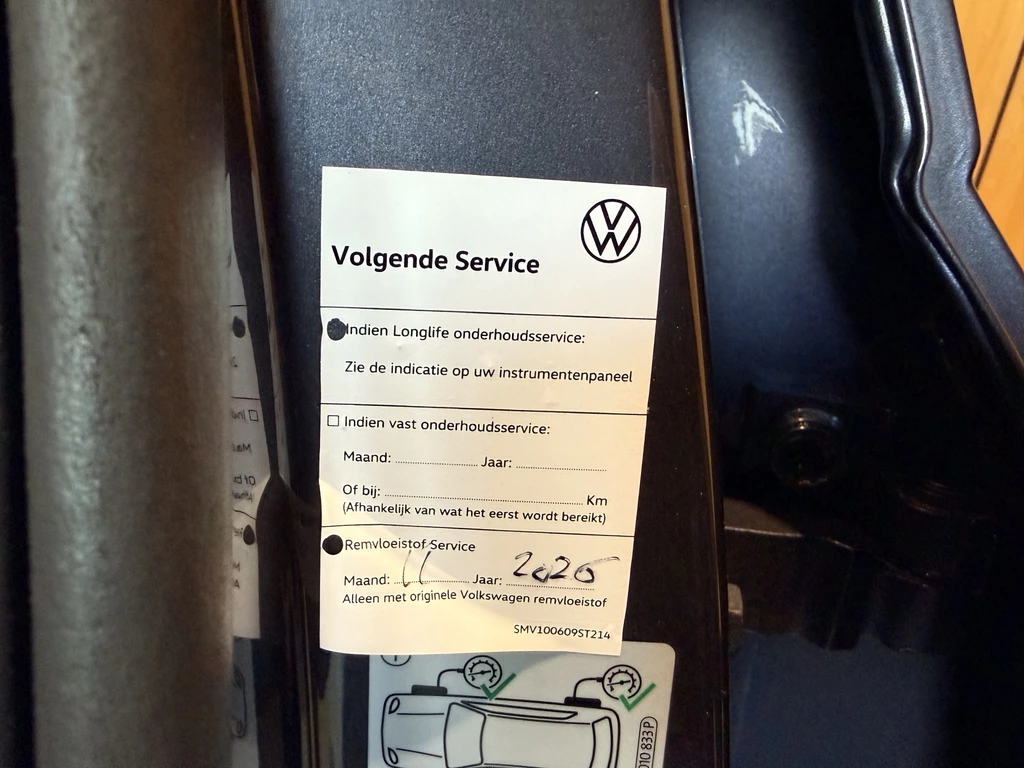 Volgende Service
Indien Longlife onderhoudsservice:
Zie de indicatie op uw instrumentenpaneel
Indien vast onderhoudsservice:
Maand: Jaar:
Of bij: Km
(Afhankelijk van wat het eerst wordt bereikt)
Remvloeistof Service
Maand: 11 Jaar: 2026
Alleen met originele Volkswagen remvloeistof
SMV100609ST214
010 833 P